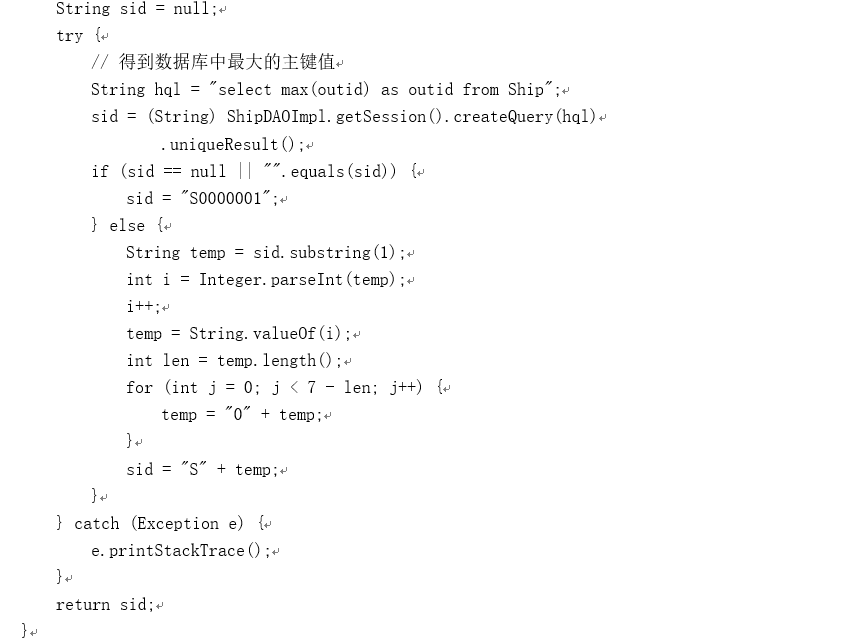 String sid = null;↵
try {↵
// 得到数据库中最大的主键值↵
String hql = "select max(outid) as outid from Ship";↵
sid = (String) ShipDAOImpl.getSession().createQuery(hql)↵
.uniqueResult();↵
if (sid == null || "".equals(sid)) {↵
sid = "S0000001";↵
} else {↵
String temp = sid.substring(1);↵
int i = Integer.parseInt(temp);↵
i++;↵
temp = String.valueOf(i);↵
int len = temp.length();↵
for (int j = 0; j < 7 - len; j++) {↵
temp = "0" + temp;↵
}↵
sid = "S" + temp;↵
}↵
} catch (Exception e) {↵
e.printStackTrace();↵
}↵
return sid;↵
}↵